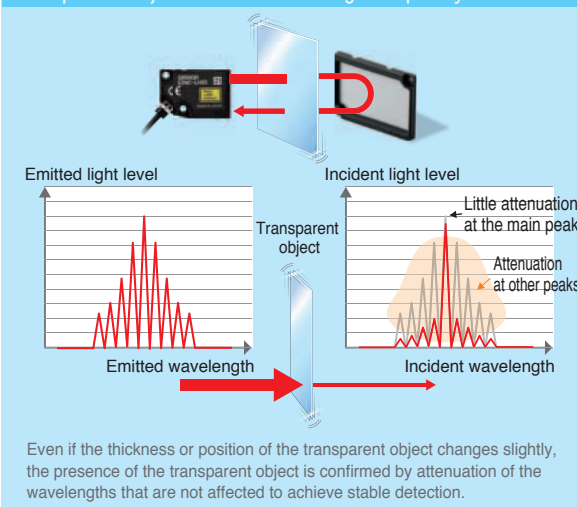 CE
Emitted light level
Incident light level
Little attenuation
at the main peak
Transparent
object
Attenuation
at other peaks
Emitted wavelength
Incident wavelength
Even if the thickness or position of the transparent object changes slightly,
the presence of the transparent object is confirmed by attenuation of the
wavelengths that are not affected to achieve stable detection.